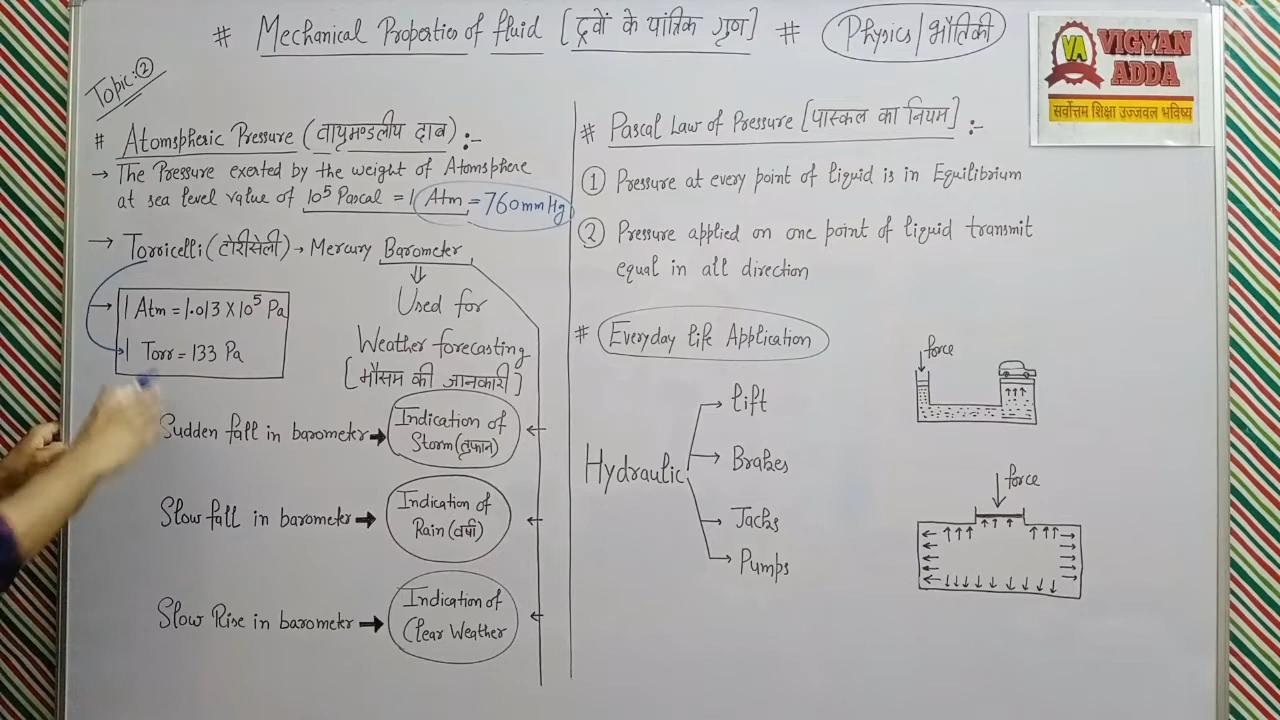 # Mechanical Properties of fluid [द्रवों के यांत्रिक गुण] # Physics/भौतिकी
VA VIGYAN
ADDA
सर्वोत्तम शिक्षा उज्जवल भविष्य
Topic:②
# Atomspheric Pressure (वायुमण्डलीय दाब) :-
→ The Pressure exerted by the weight of Atomsphere
at sea level value of 10⁵ Pascal = 1 Atm = 760mmHg
→ Torricelli (टोरीसेली) → Mercury Barometer
⇓
Used for
Weather forecasting
[मौसम की जानकारी]
→ 1 Atm = 1.013 X 10⁵ Pa
1 Torr = 133 Pa
Sudden fall in barometer → Indication of
Storm (तुफान)
Slow fall in barometer → Indication of
Rain (वर्षा)
Slow Rise in barometer → Indication of
Clear Weather
# Pascal Law of Pressure [पास्कल का नियम] :-
① Pressure at every point of liquid is in Equilibrium
② Pressure applied on one point of liquid transmit
equal in all direction
# Everyday life Application
Hydraulic
→ lift
→ Brakes
→ Jacks
→ Pumps
force
force